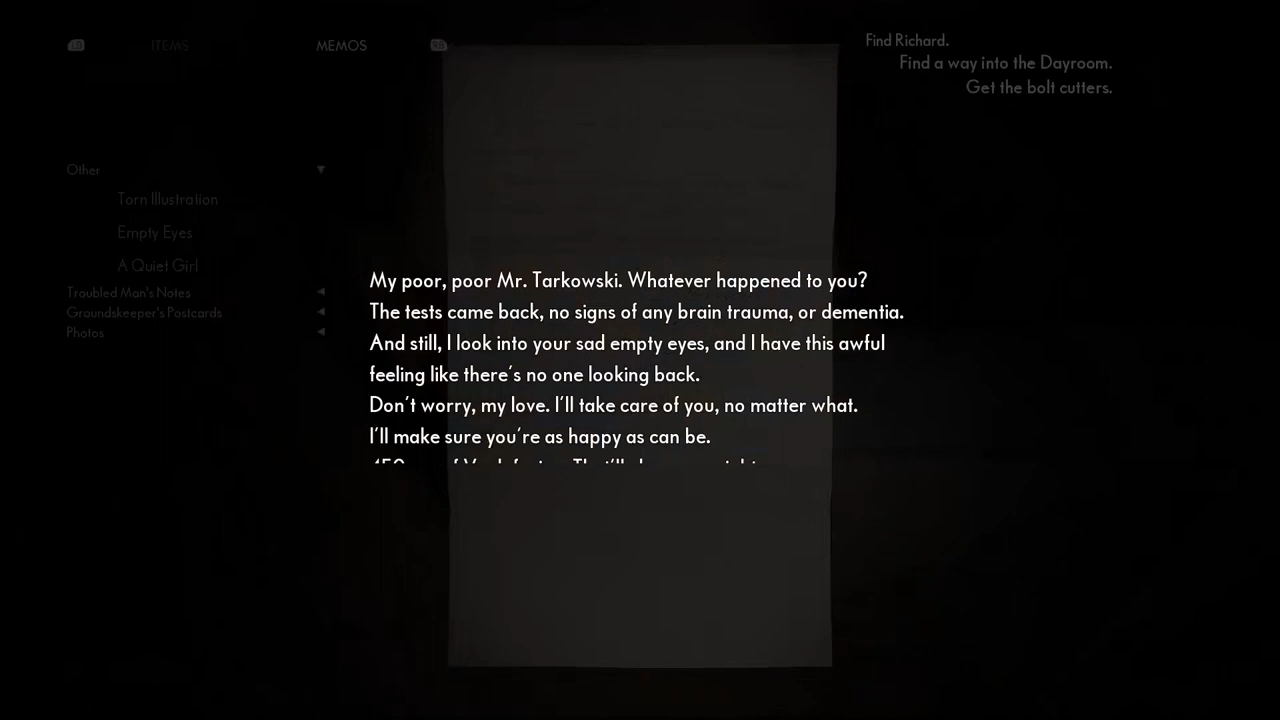 LB
ITEMS
MEMOS
RB
Find Richard.
Find a way into the Dayroom.
Get the bolt cutters.
Other
Torn Illustration
Empty Eyes
A Quiet Girl
Troubled Man's Notes
Groundskeeper's Postcards
Photos
My poor, poor Mr. Tarkowski. Whatever happened to you?
The tests came back, no signs of any brain trauma, or dementia.
And still, I look into your sad empty eyes, and I have this awful
feeling like there's no one looking back.
Don't worry, my love. I'll take care of you, no matter what.
I'll make sure you're as happy as can be.